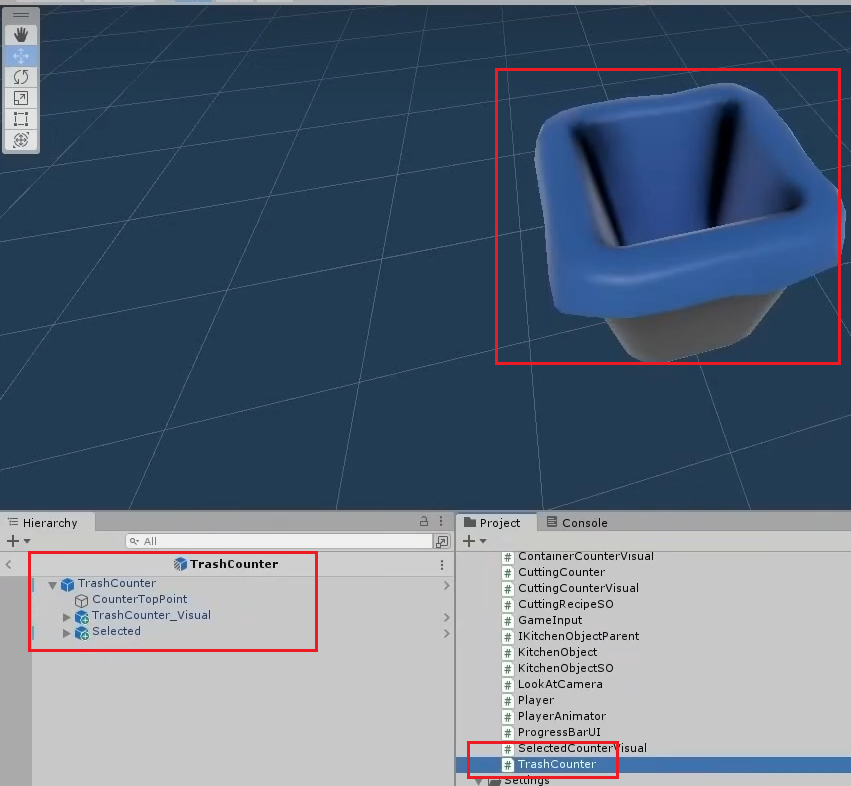 Hierarchy
All
TrashCounter
TrashCounter
CounterTopPoint
TrashCounter_Visual
Selected
Project
Console
ContainerCounterVisual
CuttingCounter
CuttingCounterVisual
CuttingRecipeSO
GameInput
IKitchenObjectParent
KitchenObject
KitchenObjectSO
LookAtCamera
Player
PlayerAnimator
ProgressBarUI
SelectedCounterVisual
TrashCounter
Settings